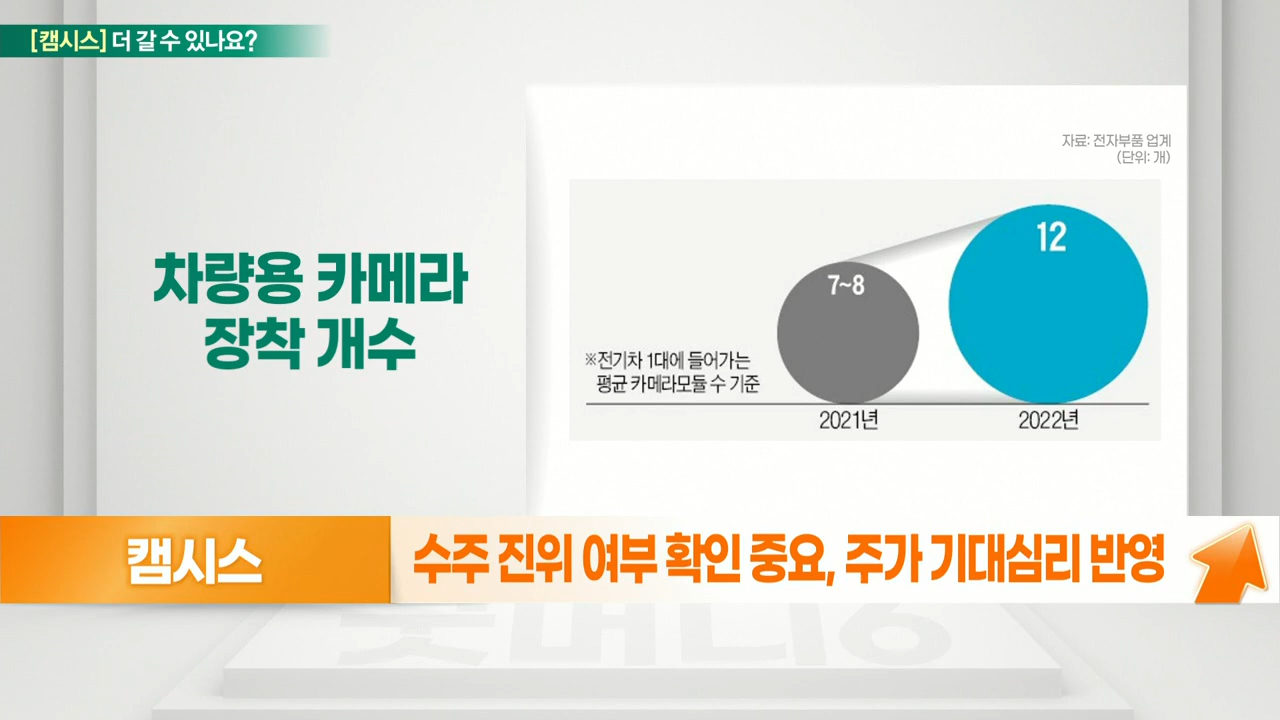 [캠시스] 더 갈 수 있나요?
자료: 전자부품 업계
(단위: 개)
차량용 카메라
장착 개수
12
7~8
※전기차 1대에 들어가는
평균 카메라모듈 수 기준
2021년
2022년
캠시스
수주 진위 여부 확인 중요, 주가 기대심리 반영